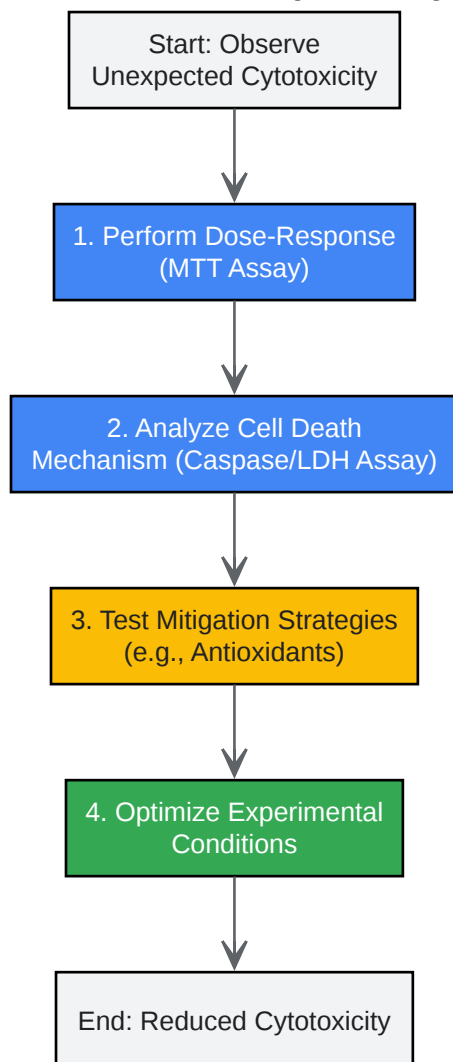 Start: Observe
Unexpected Cytotoxicity
1. Perform Dose-Response
(MTT Assay)
2. Analyze Cell Death
Mechanism (Caspase/LDH Assay)
3. Test Mitigation Strategies
(e.g., Antioxidants)
4. Optimize Experimental
Conditions
End: Reduced Cytotoxicity